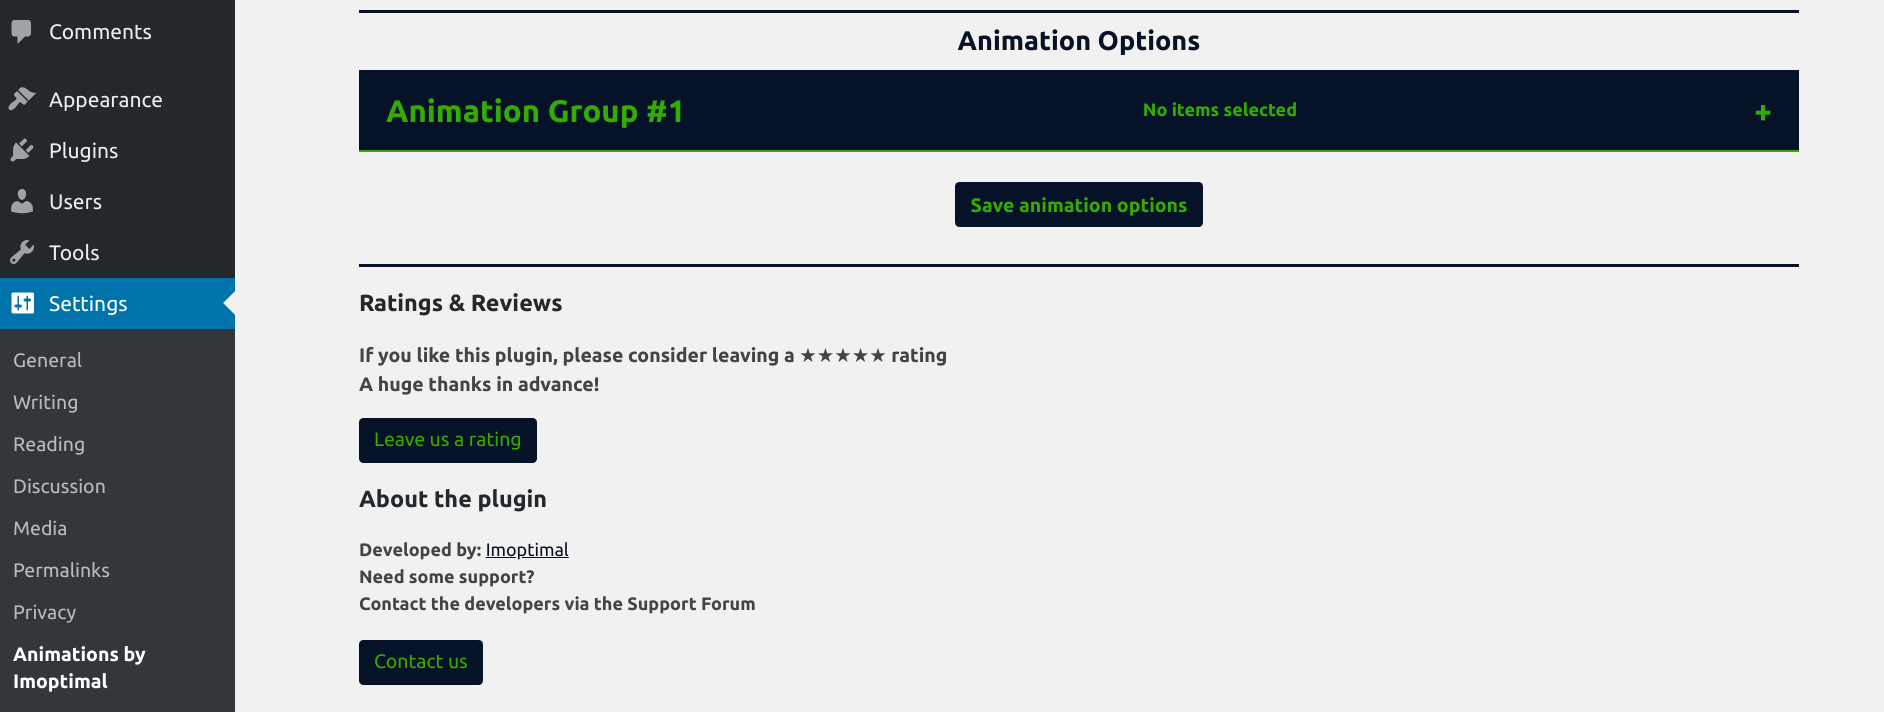 Comments
Appearance
Plugins
Users
Tools
Settings
General
Writing
Reading
Discussion
Media
Permalinks
Privacy
Animations by
Imoptimal
Animation Options
Animation Group #1
No items selected
+
Save animation options
Ratings & Reviews
If you like this plugin, please consider leaving a ★★★★★ rating
A huge thanks in advance!
Leave us a rating
About the plugin
Developed by: Imoptimal
Need some support?
Contact the developers via the Support Forum
Contact us